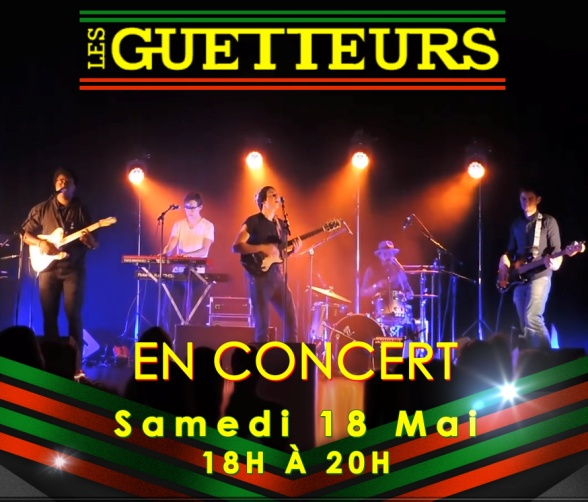 LES GUETTEURS
EN CONCERT
Samedi 18 Mai
18H À 20H